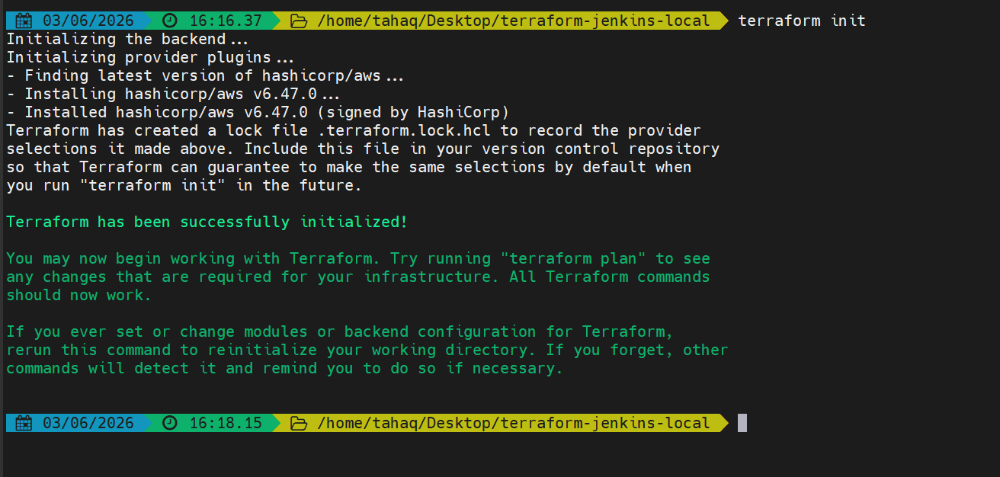 03/06/2026 16:16.37 /home/tahaq/Desktop/terraform-jenkins-local terraform init
Initializing the backend...
Initializing provider plugins...
- Finding latest version of hashicorp/aws...
- Installing hashicorp/aws v6.47.0...
- Installed hashicorp/aws v6.47.0 (signed by HashiCorp)
Terraform has created a lock file .terraform.lock.hcl to record the provider
selections it made above. Include this file in your version control repository
so that Terraform can guarantee to make the same selections by default when
you run "terraform init" in the future.
Terraform has been successfully initialized!
You may now begin working with Terraform. Try running "terraform plan" to see
any changes that are required for your infrastructure. All Terraform commands
should now work.
If you ever set or change modules or backend configuration for Terraform,
rerun this command to reinitialize your working directory. If you forget, other
commands will detect it and remind you to do so if necessary.
03/06/2026 16:18.15 /home/tahaq/Desktop/terraform-jenkins-local